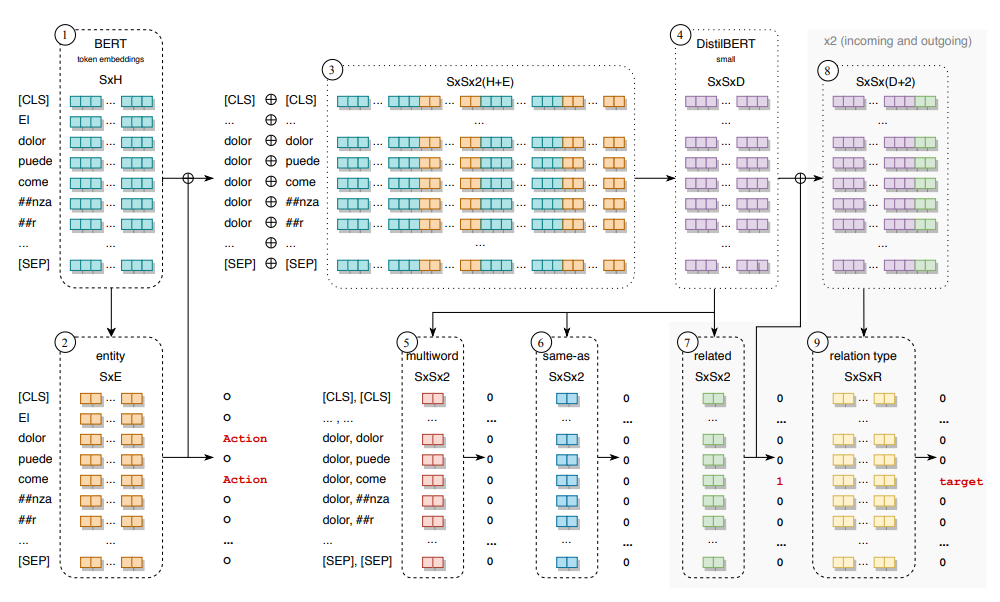 1
BERT
token embeddings
SxH
[CLS] ...
El ...
dolor ...
puede ...
come ...
##nza ...
##r ...
... ...
[SEP] ...
2
entity
SxE
[CLS] ... O
El ... O
dolor ... Action
puede ... O
come ... Action
##nza ... O
##r ... O
... ... ...
[SEP] ... O
3
SxSx2(H+E)
[CLS] ⊕ [CLS] ... ... ... ...
... ⊕ ... ...
dolor ⊕ dolor ... ... ... ...
dolor ⊕ puede ... ... ... ...
dolor ⊕ come ... ... ... ...
dolor ⊕ ##nza ... ... ... ...
dolor ⊕ ##r ... ... ... ...
... ⊕ ... ...
[SEP] ⊕ [SEP] ... ... ... ...
4
DistilBERT
small
SxSxD
...
...
...
...
...
...
...
...
...
x2 (incoming and outgoing)
8
SxSx(D+2)
...
...
...
...
...
...
...
...
...
5
multiword
SxSx2
[CLS], [CLS] 0
... , ... ... ...
dolor, dolor 0
dolor, puede 0
dolor, come 0
dolor, ##nza 0
dolor, ##r 0
... ... ...
[SEP], [SEP] 0
6
same-as
SxSx2
0
... ...
0
0
0
0
0
... ...
0
7
related
SxSx2
0
... ...
0
0
1
0
0
... ...
0
9
relation type
SxSxR
... 0
... ...
... 0
... 0
... target
... 0
... 0
... ...
... 0